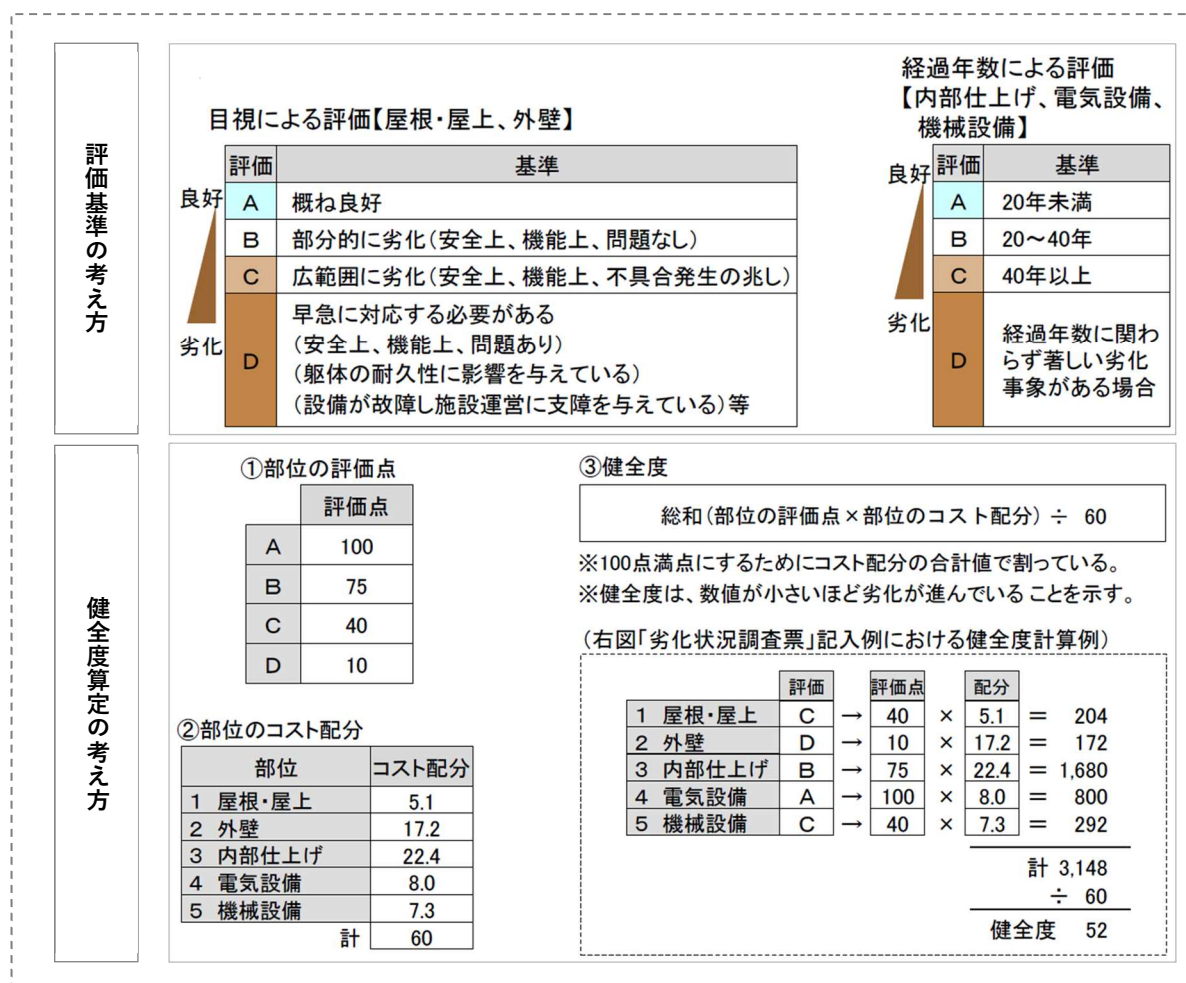 評価基準の考え方
目視による評価【屋根・屋上、外壁】
評価 基準
良好
A 概ね良好
B 部分的に劣化（安全上、機能上、問題なし）
C 広範囲に劣化（安全上、機能上、不具合発生の兆し）
劣化
D 早急に対応する必要がある
（安全上、機能上、問題あり）
（躯体の耐久性に影響を与えている）
（設備が故障し施設運営に支障を与えている）等
経過年数による評価
【内部仕上げ、電気設備、
機械設備】
評価 基準
良好
A 20年未満
B 20～40年
C 40年以上
劣化
D 経過年数に関わ
らず著しい劣化
事象がある場合
健全度算定の考え方
①部位の評価点
評価点
A 100
B 75
C 40
D 10
②部位のコスト配分
部位 コスト配分
1 屋根・屋上 5.1
2 外壁 17.2
3 内部仕上げ 22.4
4 電気設備 8.0
5 機械設備 7.3
計 60
③健全度
総和（部位の評価点×部位のコスト配分）÷ 60
※100点満点にするためにコスト配分の合計値で割っている。
※健全度は、数値が小さいほど劣化が進んでいることを示す。
（右図「劣化状況調査票」記入例における健全度計算例）
評価 評価点 配分
1 屋根・屋上 C → 40 × 5.1 = 204
2 外壁 D → 10 × 17.2 = 172
3 内部仕上げ B → 75 × 22.4 = 1,680
4 電気設備 A → 100 × 8.0 = 800
5 機械設備 C → 40 × 7.3 = 292
計 3,148
÷ 60
健全度 52